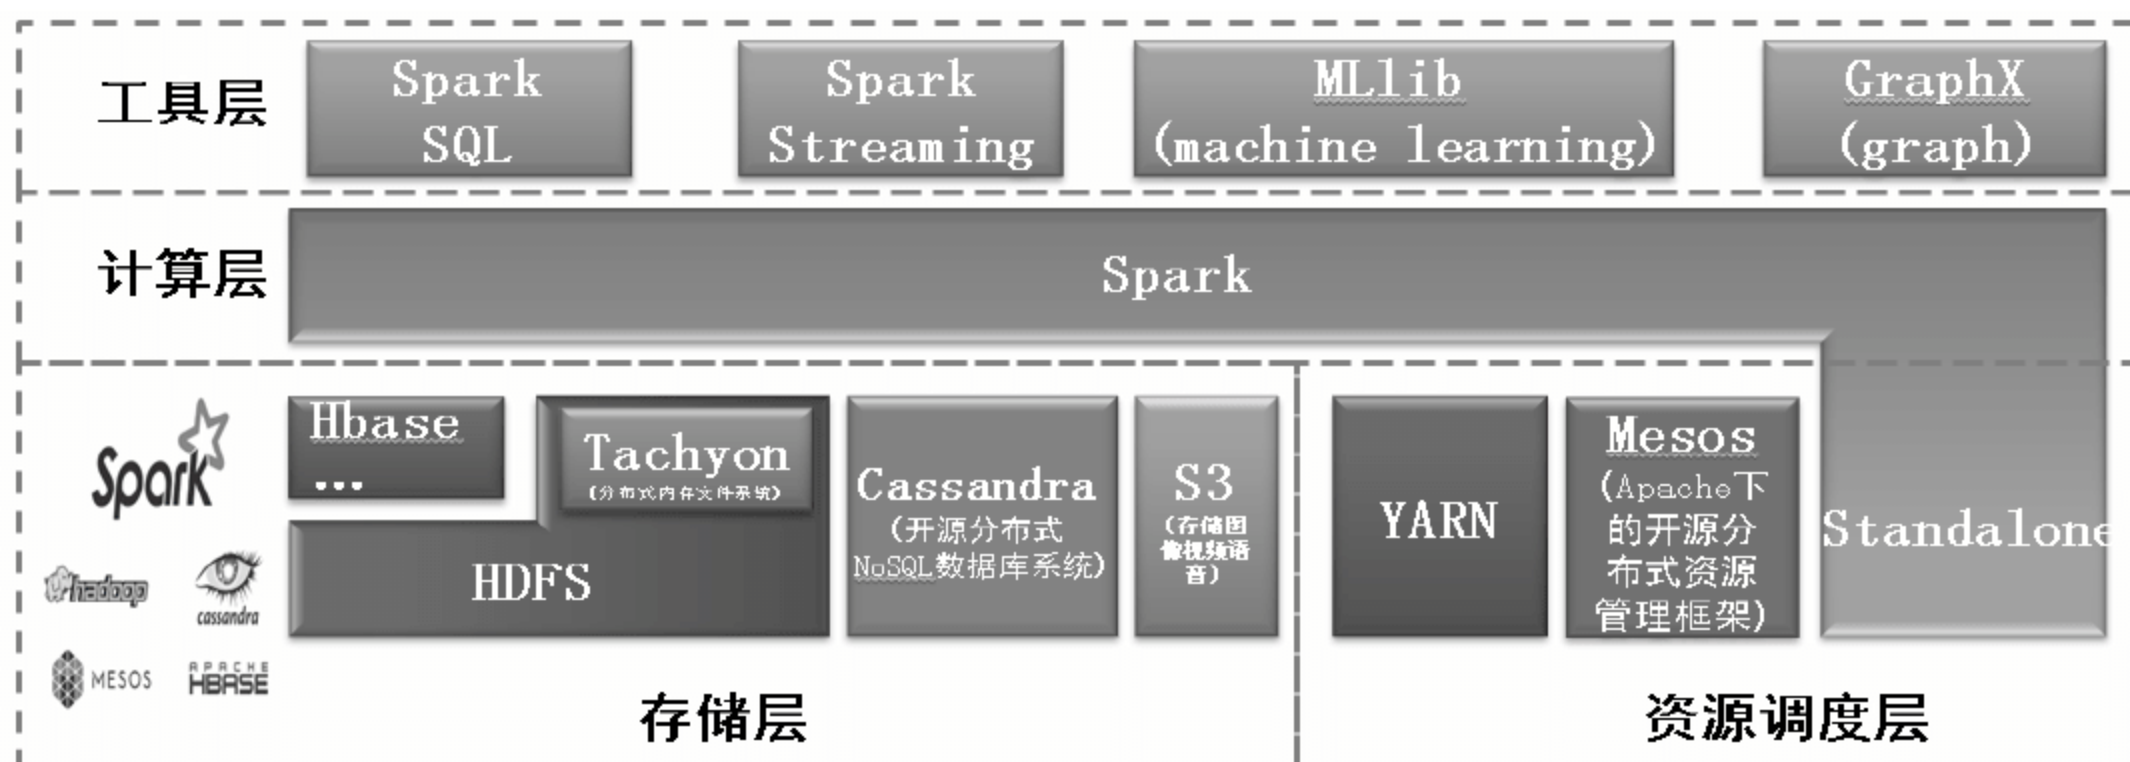 工具层
Spark
SQL
Spark
Streaming
MLlib
(machine learning)
GraphX
(graph)
计算层
Spark
Spark
hadoop
cassandra
MESOS
APACHE
HBASE
Hbase
...
Tachyon
(分布式内存文件系统)
HDFS
Cassandra
(开源分布式
NoSQL数据库系统)
S3
(存储图
像视频语
音)
存储层
YARN
Mesos
(Apache下
的开源分
布式资源
管理框架)
Standalone
资源调度层